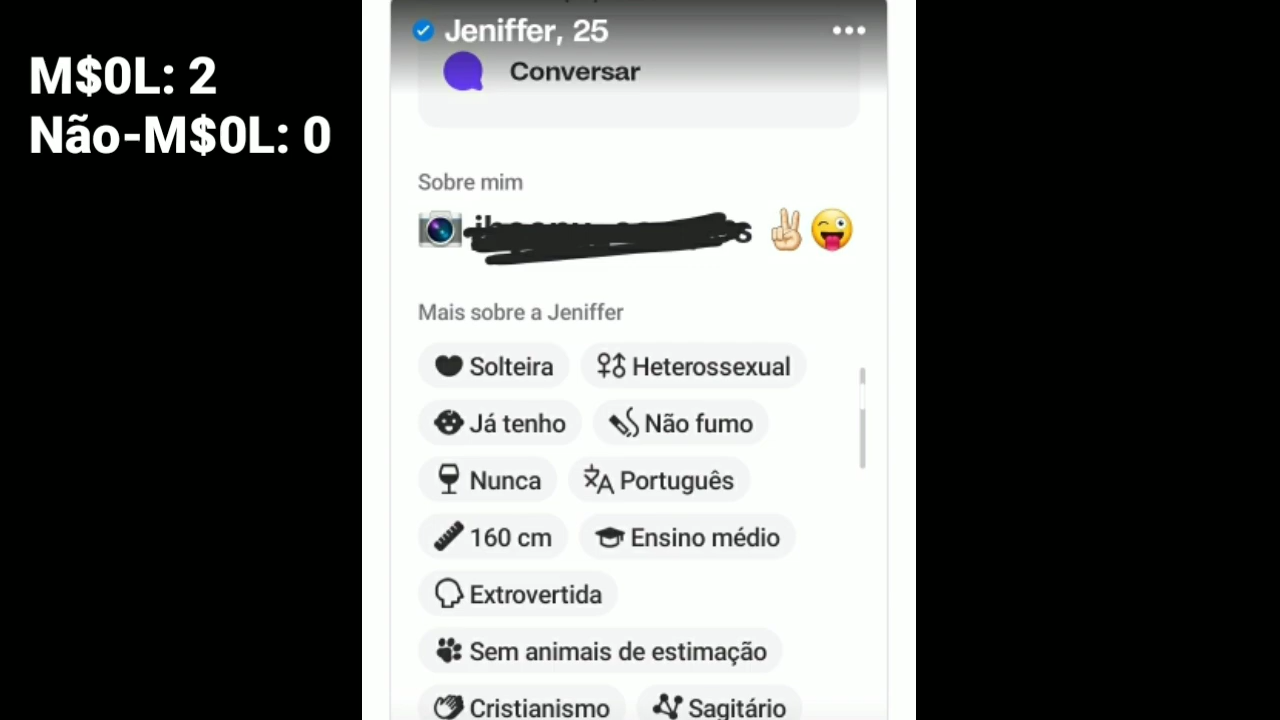 M$0L: 2
Não-M$0L: 0
Jeniffer, 25
Conversar
Sobre mim
Mais sobre a Jeniffer
Solteira
Heterossexual
Já tenho
Não fumo
Nunca
Português
160 cm
Ensino médio
Extrovertida
Sem animais de estimação
Cristianismo
Sagitário